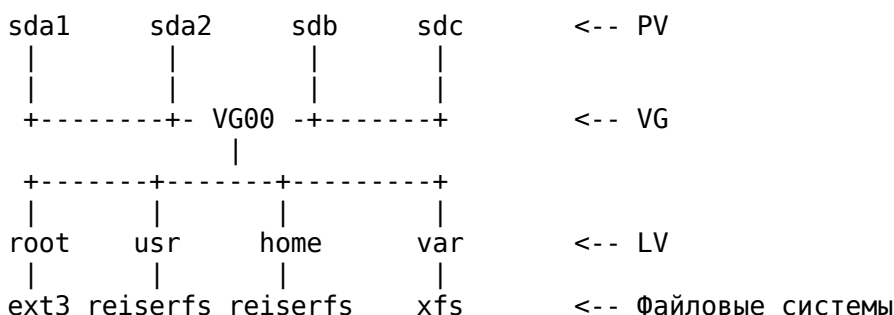 sda1     sda2     sdb     sdc        <-- PV
 |        |        |       |
 |        |        |       |
 +--------+- VG00 -+-------+        <-- VG
              |
 +-------+-------+---------+
 |       |       |         |
root    usr     home      var        <-- LV
 |       |       |         |
ext3 reiserfs reiserfs    xfs        <-- Файловые системы